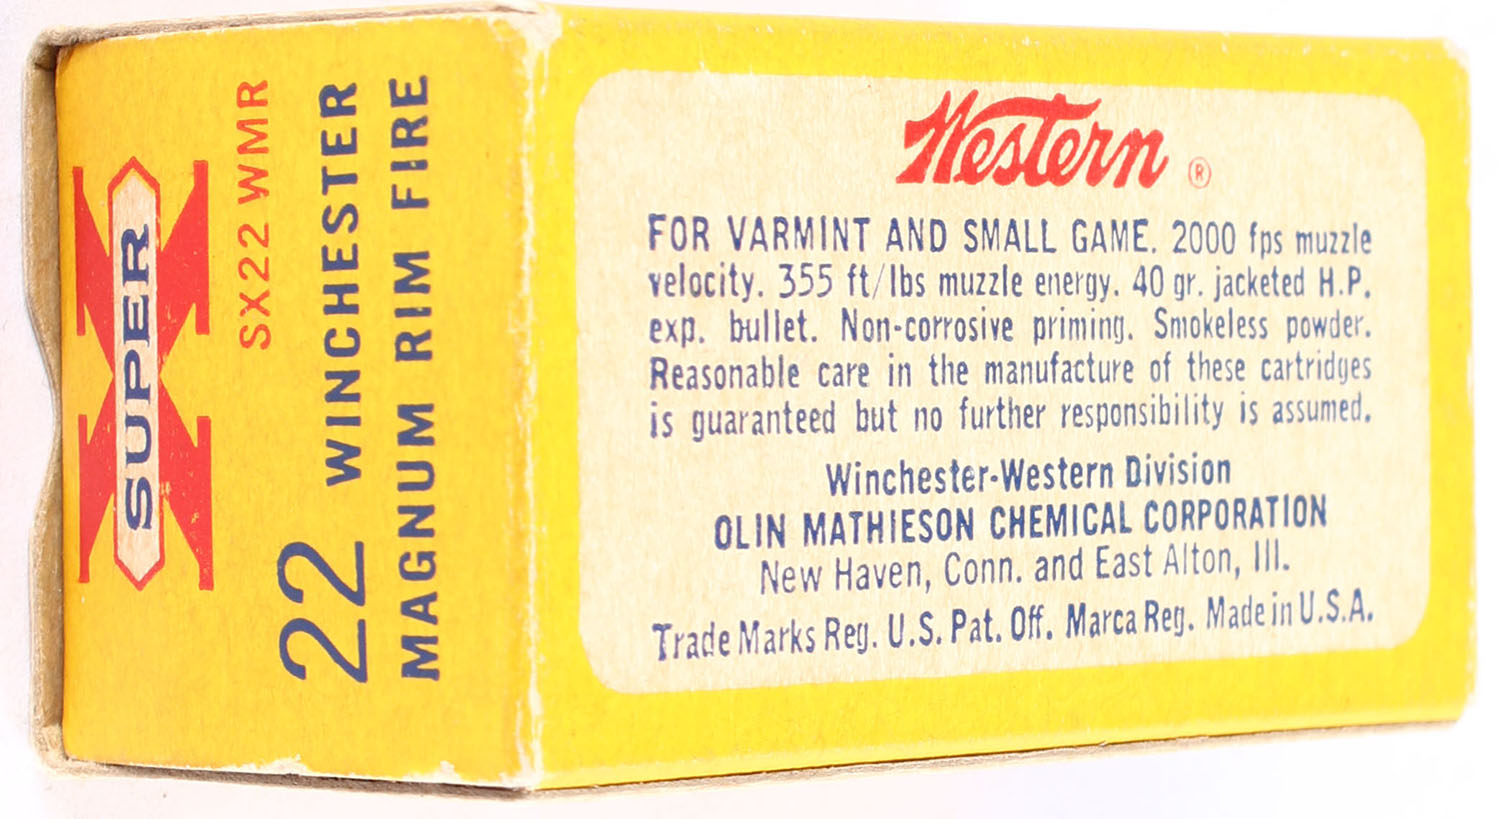 SUPER X
SX22 WMR
22 WINCHESTER
MAGNUM RIM FIRE
Western ®
FOR VARMINT AND SMALL GAME. 2000 fps muzzle
velocity. 355 ft/lbs muzzle energy. 40 gr. jacketed H.P.
exp. bullet. Non-corrosive priming. Smokeless powder.
Reasonable care in the manufacture of these cartridges
is guaranteed but no further responsibility is assumed.
Winchester-Western Division
OLIN MATHIESON CHEMICAL CORPORATION
New Haven, Conn. and East Alton, Ill.
Trade Marks Reg. U.S. Pat. Off. Marca Reg. Made in U.S.A.